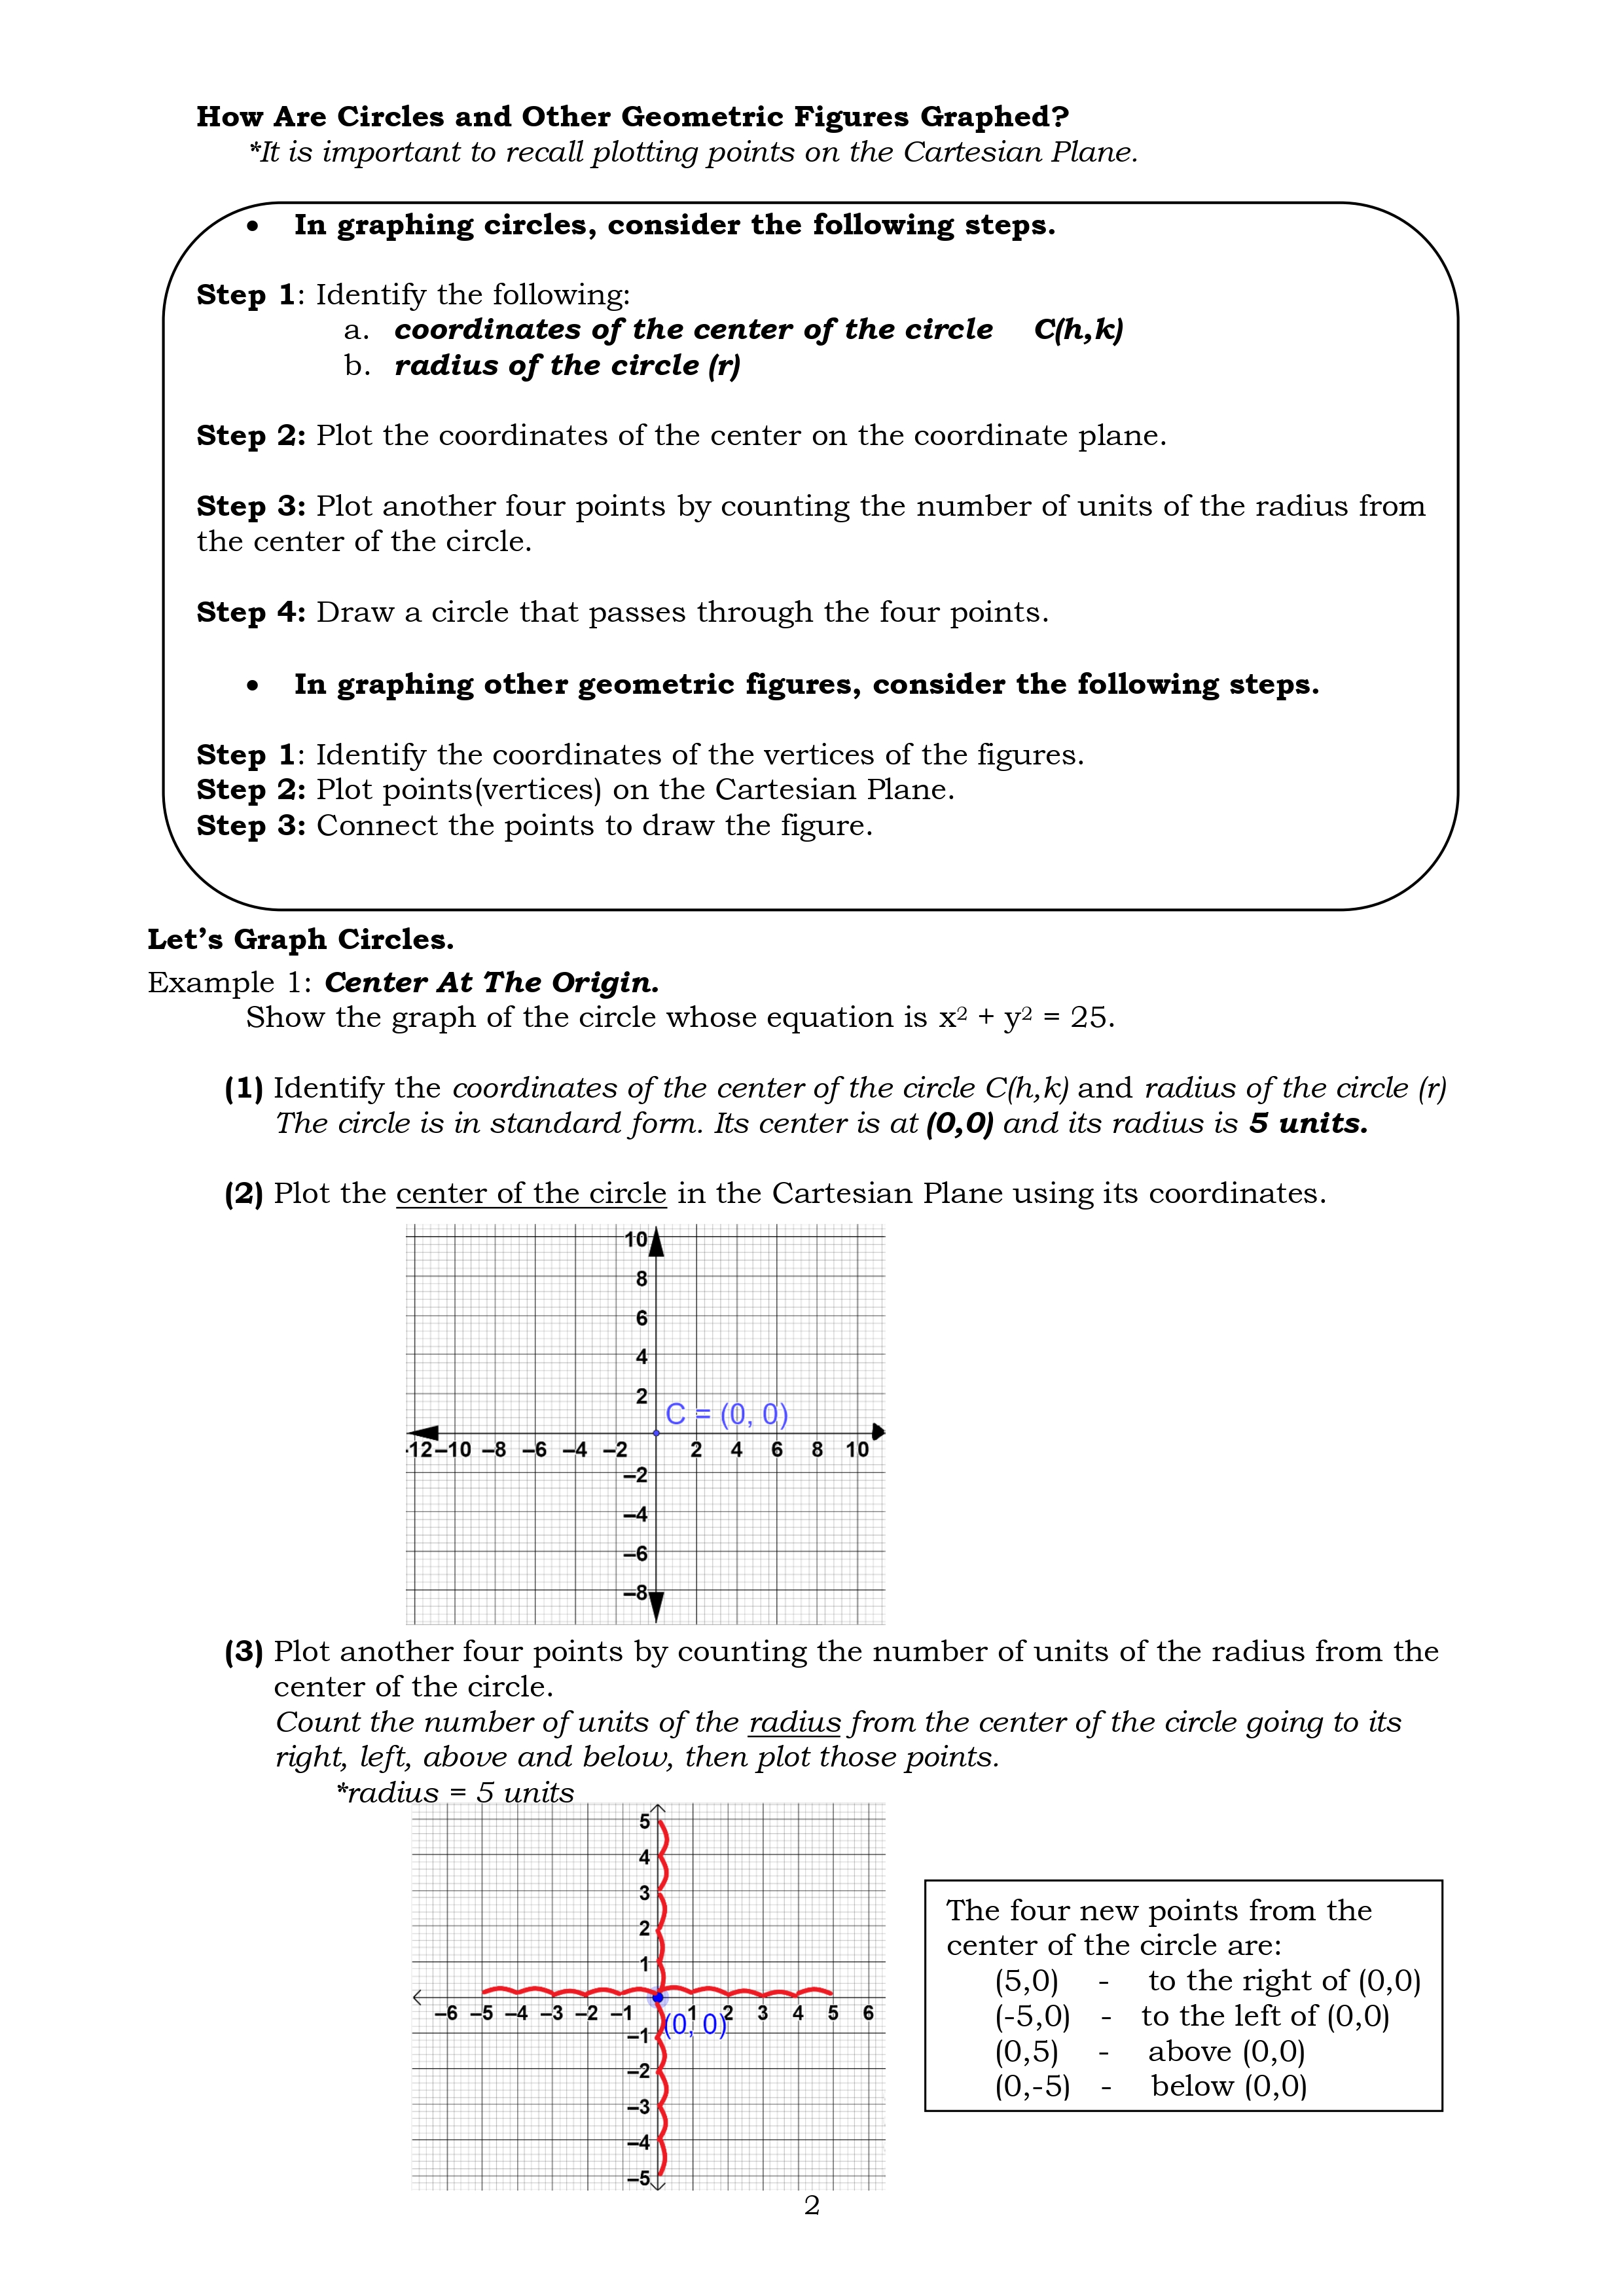 How Are Circles and Other Geometric Figures Graphed?
*It is important to recall plotting points on the Cartesian Plane.
• In graphing circles, consider the following steps.
Step 1: Identify the following:
a. coordinates of the center of the circle C(h,k)
b. radius of the circle (r)
Step 2: Plot the coordinates of the center on the coordinate plane.
Step 3: Plot another four points by counting the number of units of the radius from
the center of the circle.
Step 4: Draw a circle that passes through the four points.
• In graphing other geometric figures, consider the following steps.
Step 1: Identify the coordinates of the vertices of the figures.
Step 2: Plot points(vertices) on the Cartesian Plane.
Step 3: Connect the points to draw the figure.
Let's Graph Circles.
Example 1: Center At The Origin.
Show the graph of the circle whose equation is x² + y² = 25.
(1) Identify the coordinates of the center of the circle C(h,k) and radius of the circle (r)
The circle is in standard form. Its center is at (0,0) and its radius is 5 units.
(2) Plot the center of the circle in the Cartesian Plane using its coordinates.
10
8
6
4
2
C = (0, 0)
-12 –10 –8 –6 –4 –2 2 4 6 8 10
–2
–4
–6
–8
(3) Plot another four points by counting the number of units of the radius from the
center of the circle.
Count the number of units of the radius from the center of the circle going to its
right, left, above and below, then plot those points.
*radius = 5 units
5
4
3
2
1
–6 –5 –4 –3 –2 –1 1 2 3 4 5 6
(0, 0)
–1
–2
–3
–4
–5
The four new points from the
center of the circle are:
(5,0) - to the right of (0,0)
(-5,0) - to the left of (0,0)
(0,5) - above (0,0)
(0,-5) - below (0,0)
2